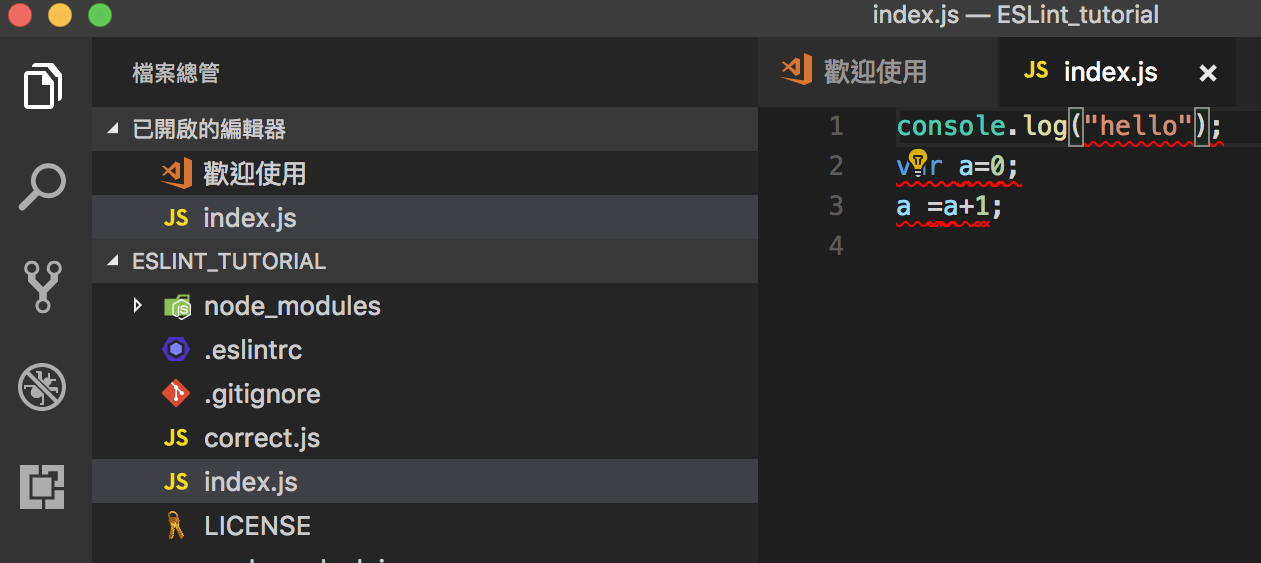 index.js — ESLint_tutorial
檔案總管
已開啟的編輯器
歡迎使用
JS index.js
ESLINT_TUTORIAL
node_modules
.eslintrc
.gitignore
JS correct.js
JS index.js
LICENSE
歡迎使用
JS index.js ×
1 console.log("hello");
2 var a=0;
3 a =a+1;
4